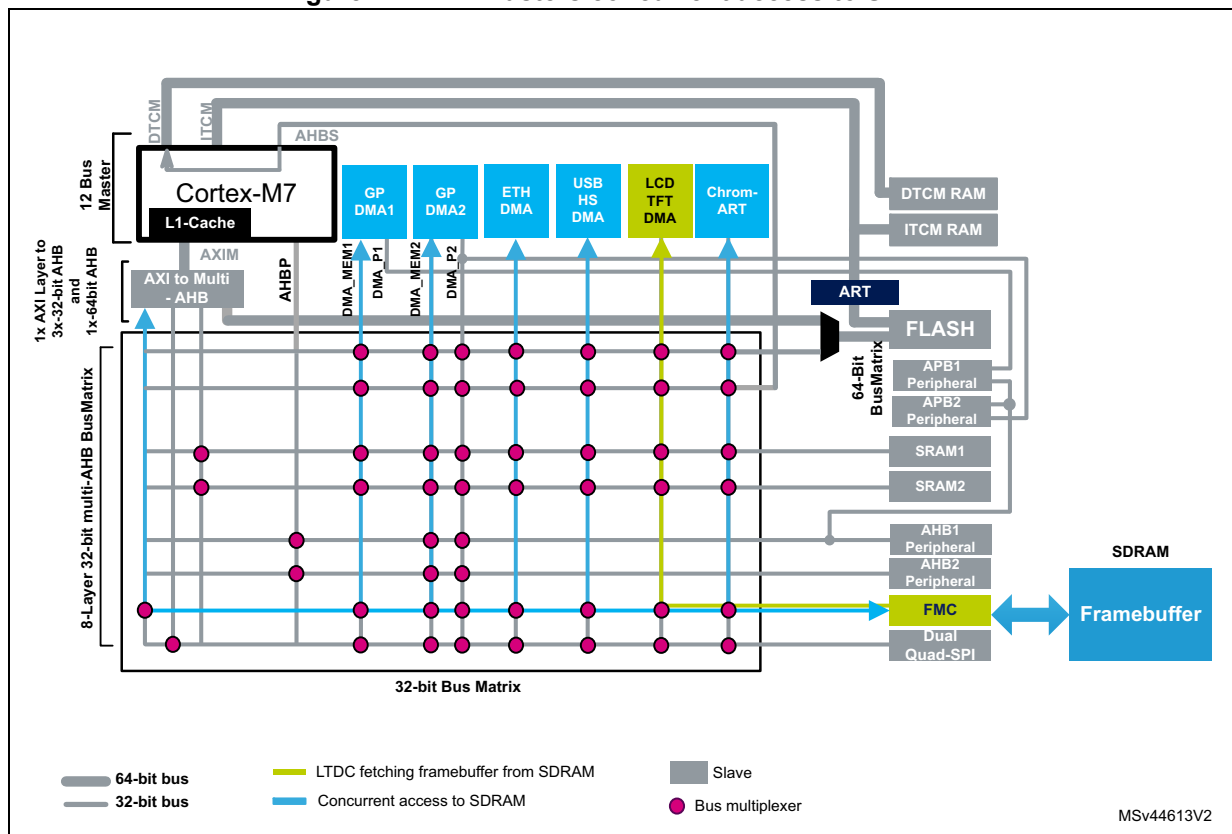 DTCM
ITCM
AHBS
12 Bus
Master
Cortex-M7
L1-Cache
GP
DMA1
GP
DMA2
ETH
DMA
USB
HS
DMA
LCD
TFT
DMA
Chrom-
ART
DTCM RAM
ITCM RAM
1x AXI Layer to
3x-32-bit AHB
and
1x-64bit AHB
AXIM
AXI to Multi
- AHB
AHBP
DMA_MEM1
DMA_P1
DMA_MEM2
DMA_P2
ART
FLASH
64-Bit
BusMatrix
APB1
Peripheral
APB2
Peripheral
8-Layer 32-bit multi-AHB BusMatrix
SRAM1
SRAM2
AHB1
Peripheral
AHB2
Peripheral
SDRAM
FMC
Framebuffer
Dual
Quad-SPI
32-bit Bus Matrix
64-bit bus
32-bit bus
LTDC fetching framebuffer from SDRAM
Concurrent access to SDRAM
Slave
Bus multiplexer
MSv44613V2